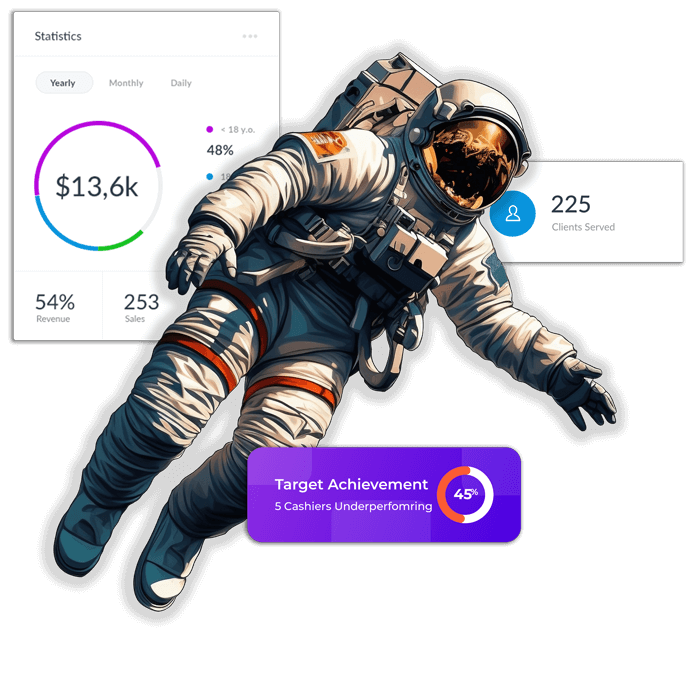 Statistics
Yearly Monthly Daily
< 18 y.o.
48%
18
$13,6k
54%
Revenue
253
Sales
225
Clients Served
Target Achievement
5 Cashiers Underperfomring
45%